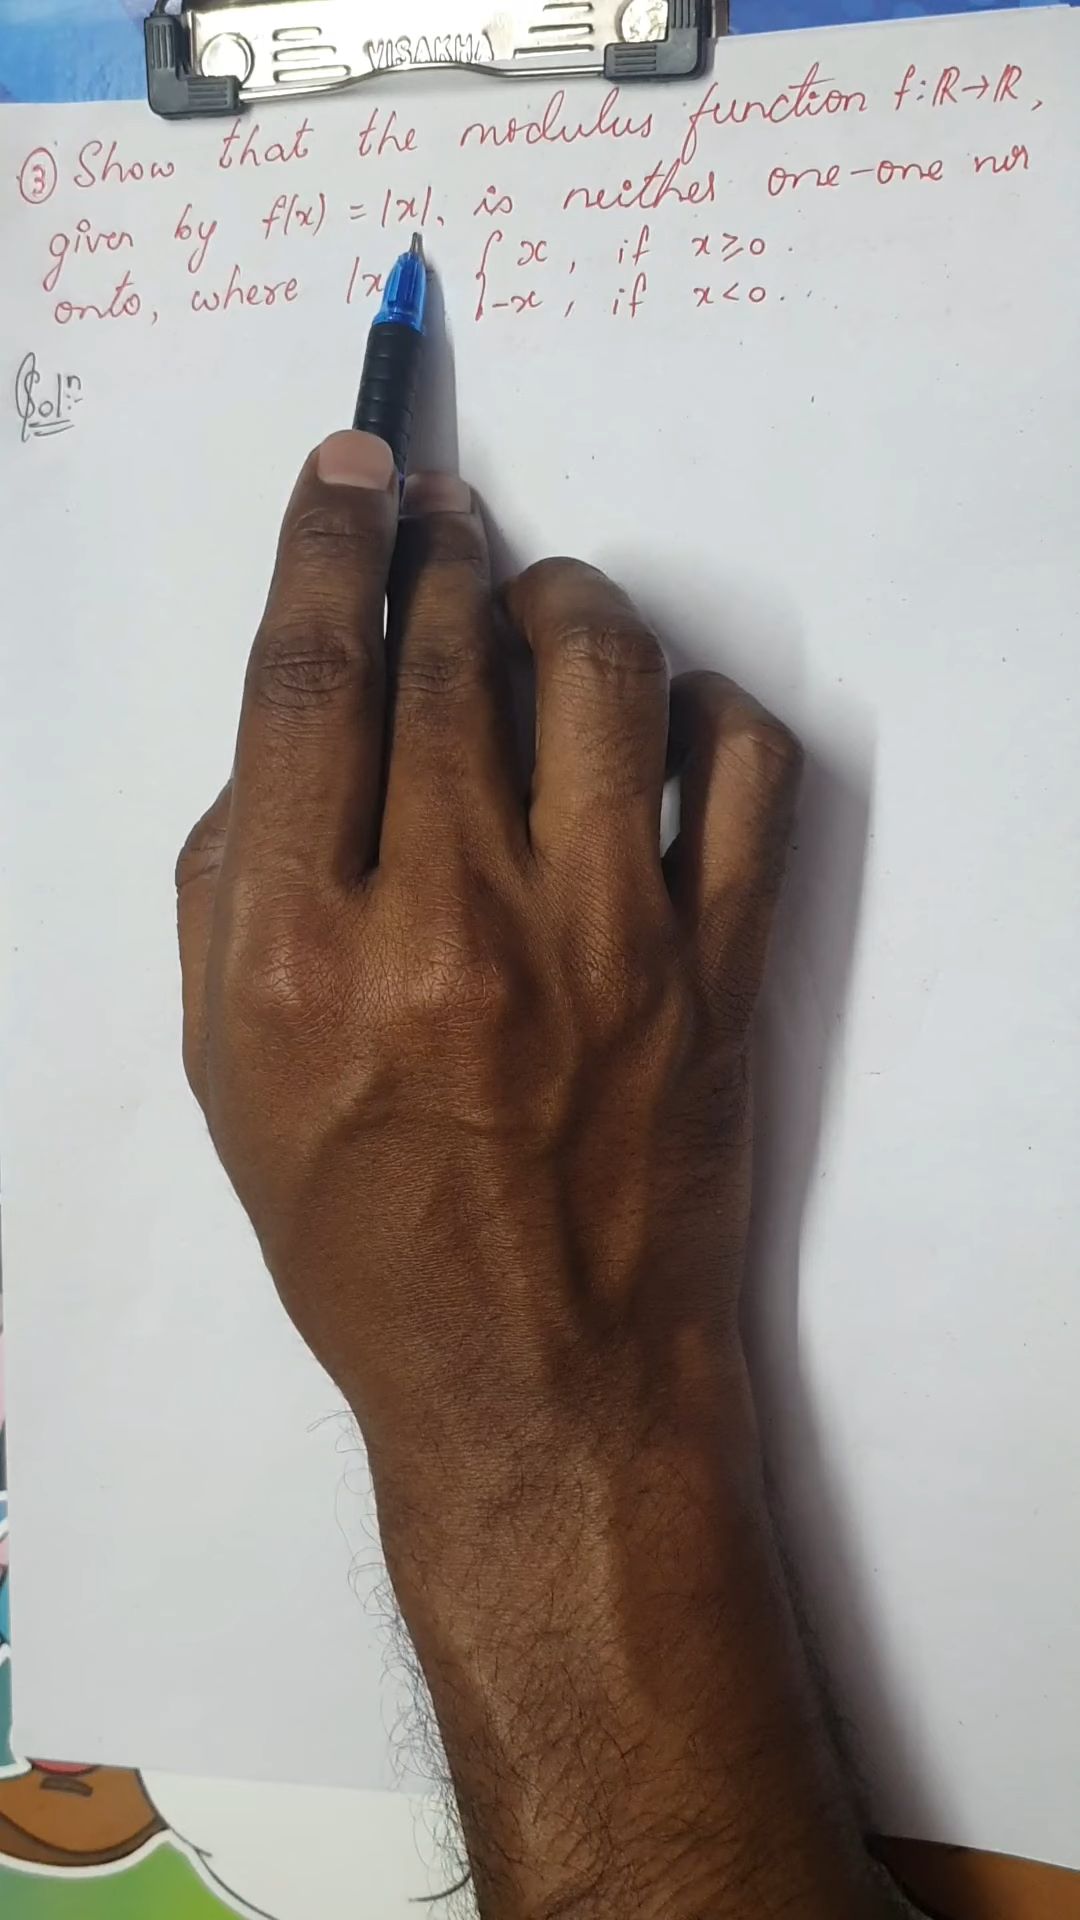 VISAKHA
③ Show that the modulus function f:ℝ→ℝ,
given by f(x) = |x|, is neither one-one nor
onto, where |x { x, if x≥0.
-x, if x<0...
Solⁿ:-